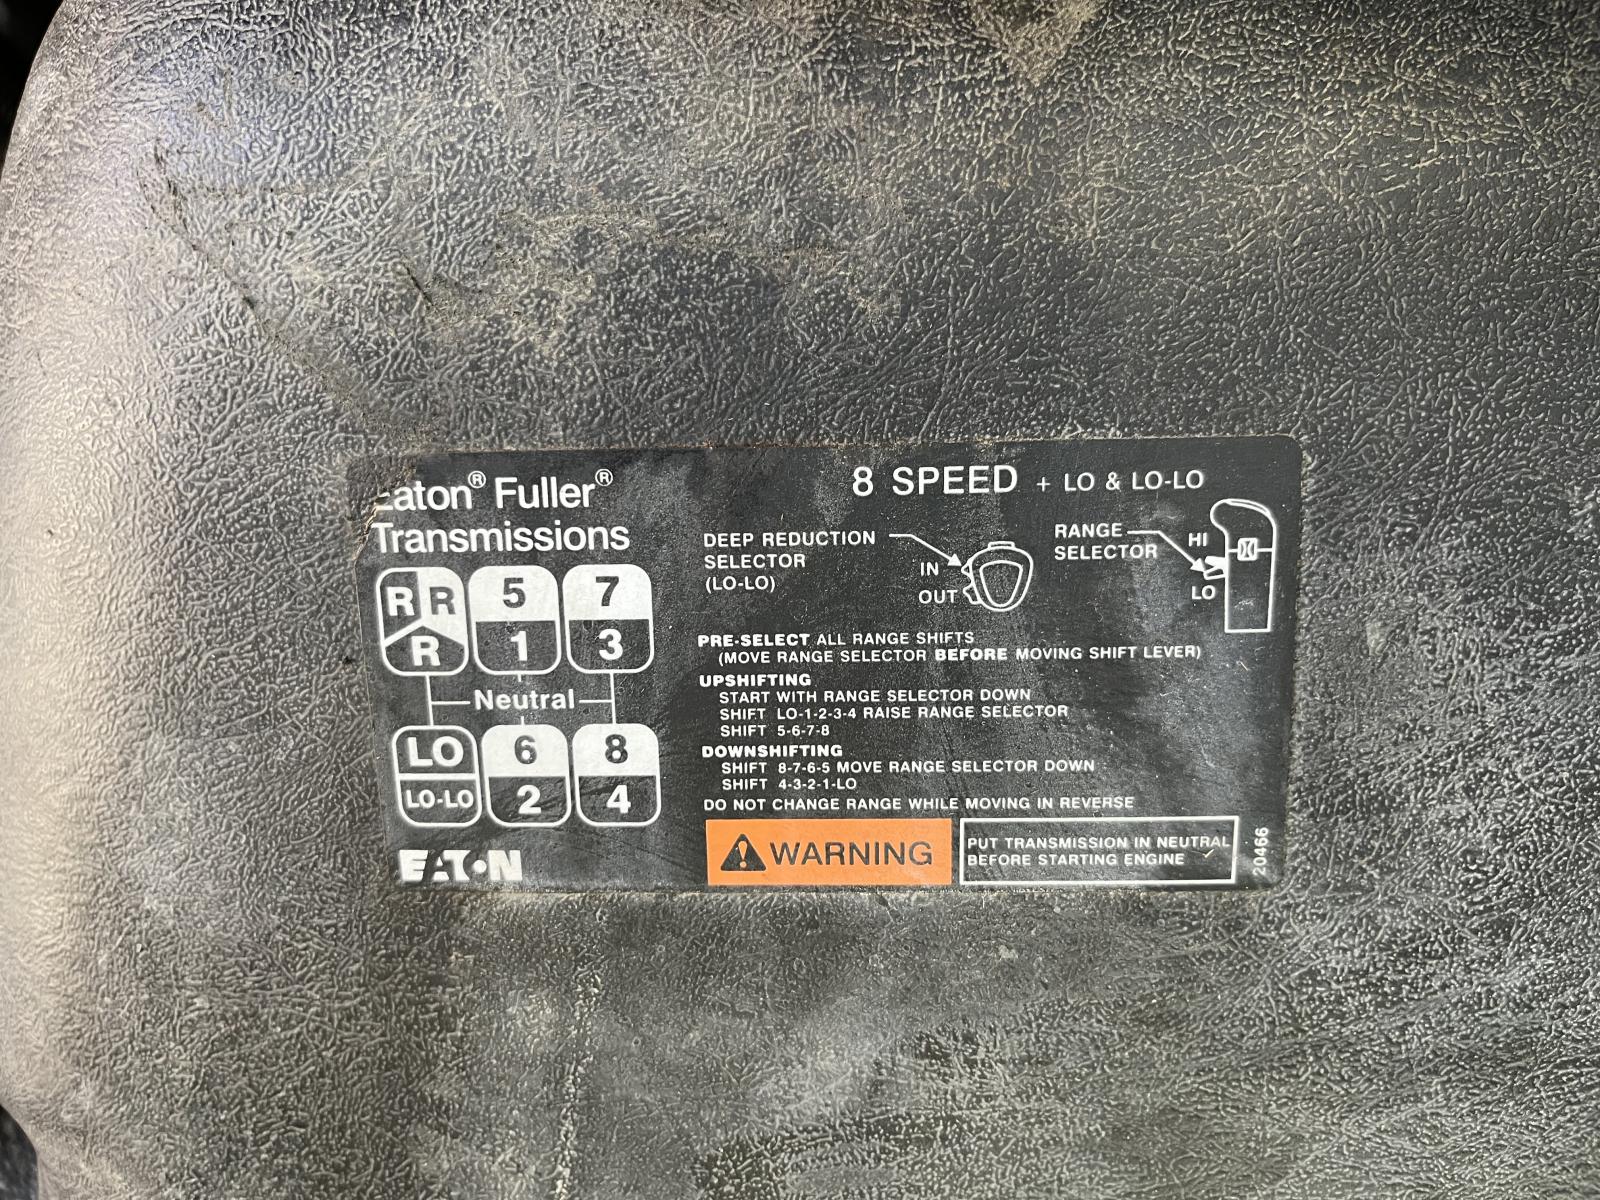 Eaton® Fuller®
Transmissions
8 SPEED + LO & LO-LO
DEEP REDUCTION
SELECTOR
(LO-LO)
IN
OUT
RANGE
SELECTOR
HI
LO
R R 5 7
R 1 3
Neutral
LO 6 8
LO-LO 2 4
EATON
PRE-SELECT ALL RANGE SHIFTS
(MOVE RANGE SELECTOR BEFORE MOVING SHIFT LEVER)
UPSHIFTING
START WITH RANGE SELECTOR DOWN
SHIFT LO-1-2-3-4 RAISE RANGE SELECTOR
SHIFT 5-6-7-8
DOWNSHIFTING
SHIFT 8-7-6-5 MOVE RANGE SELECTOR DOWN
SHIFT 4-3-2-1-LO
DO NOT CHANGE RANGE WHILE MOVING IN REVERSE
WARNING
PUT TRANSMISSION IN NEUTRAL
BEFORE STARTING ENGINE
20466